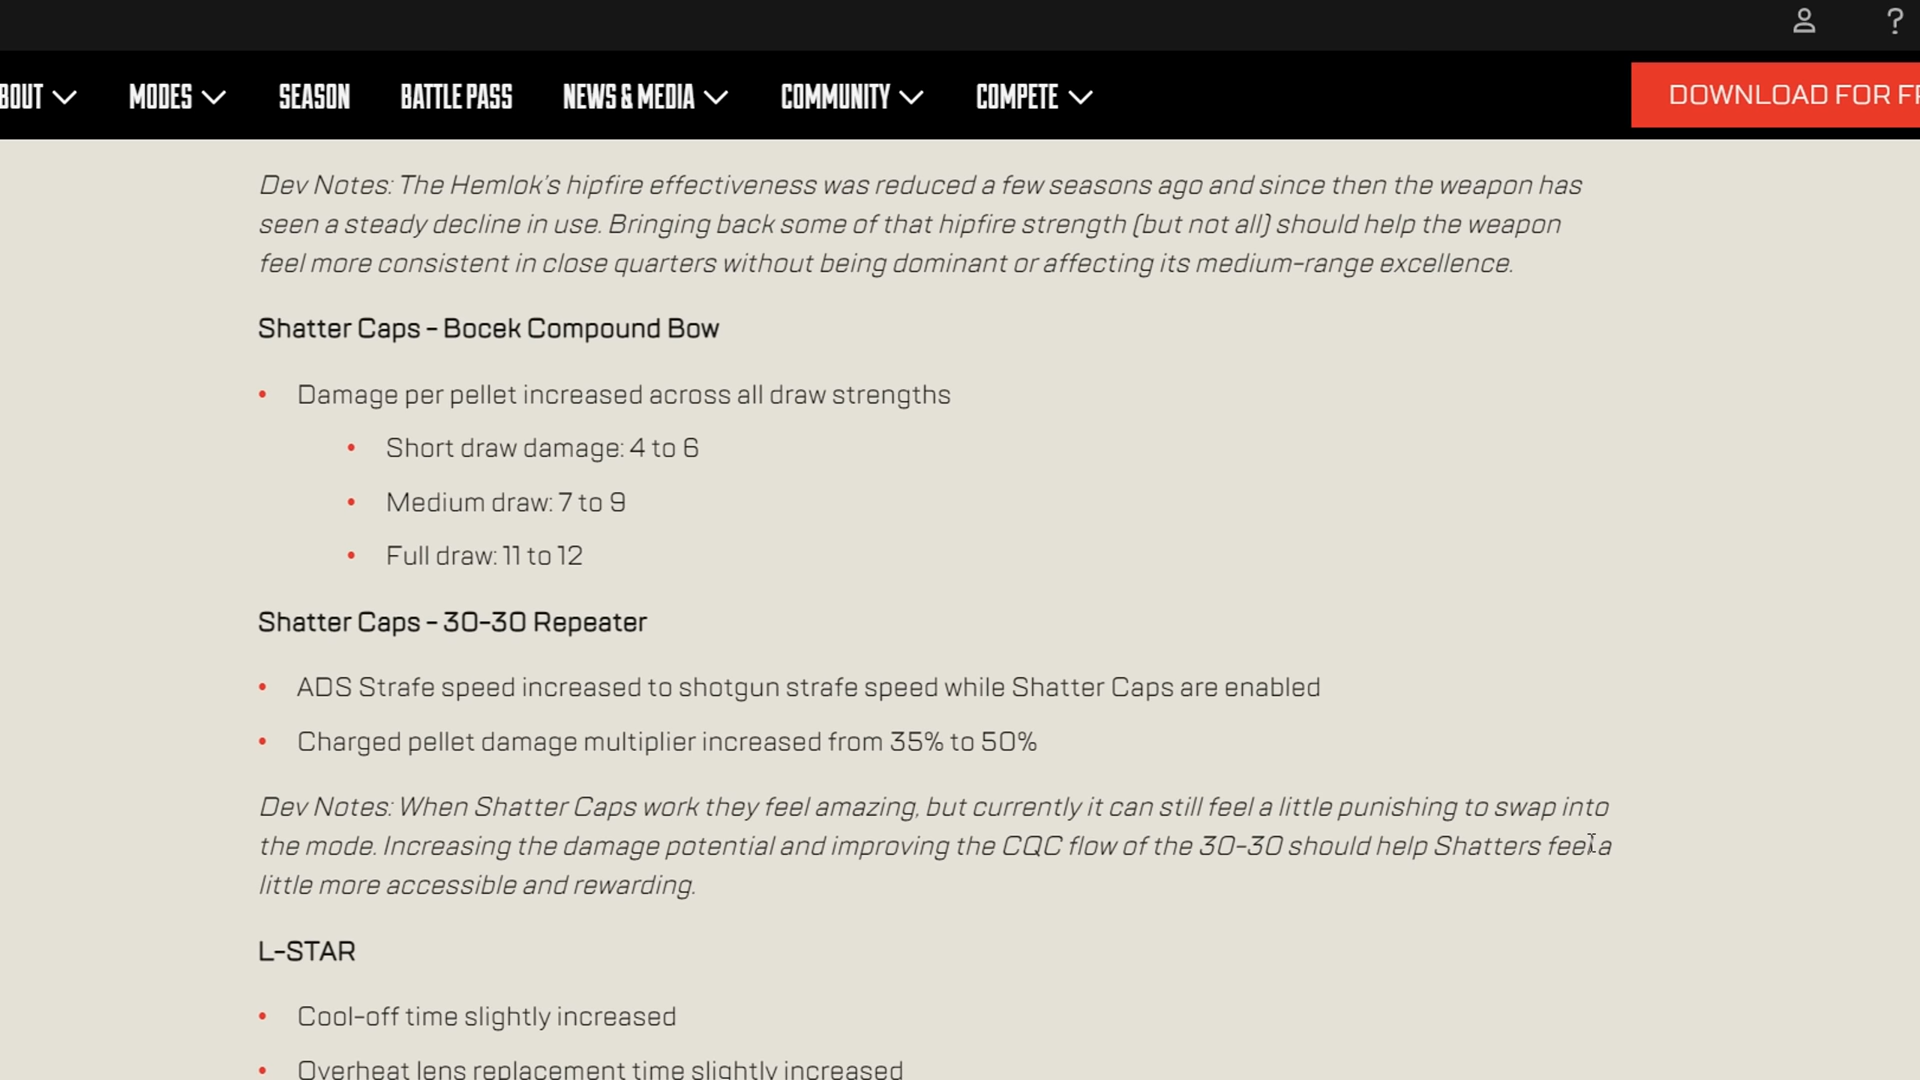 BOUT
MODES
SEASON
BATTLE PASS
NEWS & MEDIA
COMMUNITY
COMPETE
DOWNLOAD FOR
Dev Notes: The Hemlok's hipfire effectiveness was reduced a few seasons ago and since then the weapon has
seen a steady decline in use. Bringing back some of that hipfire strength (but not all) should help the weapon
feel more consistent in close quarters without being dominant or affecting its medium-range excellence.
Shatter Caps - Bocek Compound Bow
• Damage per pellet increased across all draw strengths
• Short draw damage: 4 to 6
• Medium draw: 7 to 9
• Full draw: 11 to 12
Shatter Caps - 30-30 Repeater
• ADS Strafe speed increased to shotgun strafe speed while Shatter Caps are enabled
• Charged pellet damage multiplier increased from 35% to 50%
Dev Notes: When Shatter Caps work they feel amazing, but currently it can still feel a little punishing to swap into
the mode. Increasing the damage potential and improving the CQC flow of the 30-30 should help Shatters feel a
little more accessible and rewarding.
L-STAR
• Cool-off time slightly increased
• Overheat lens replacement time slightly increased